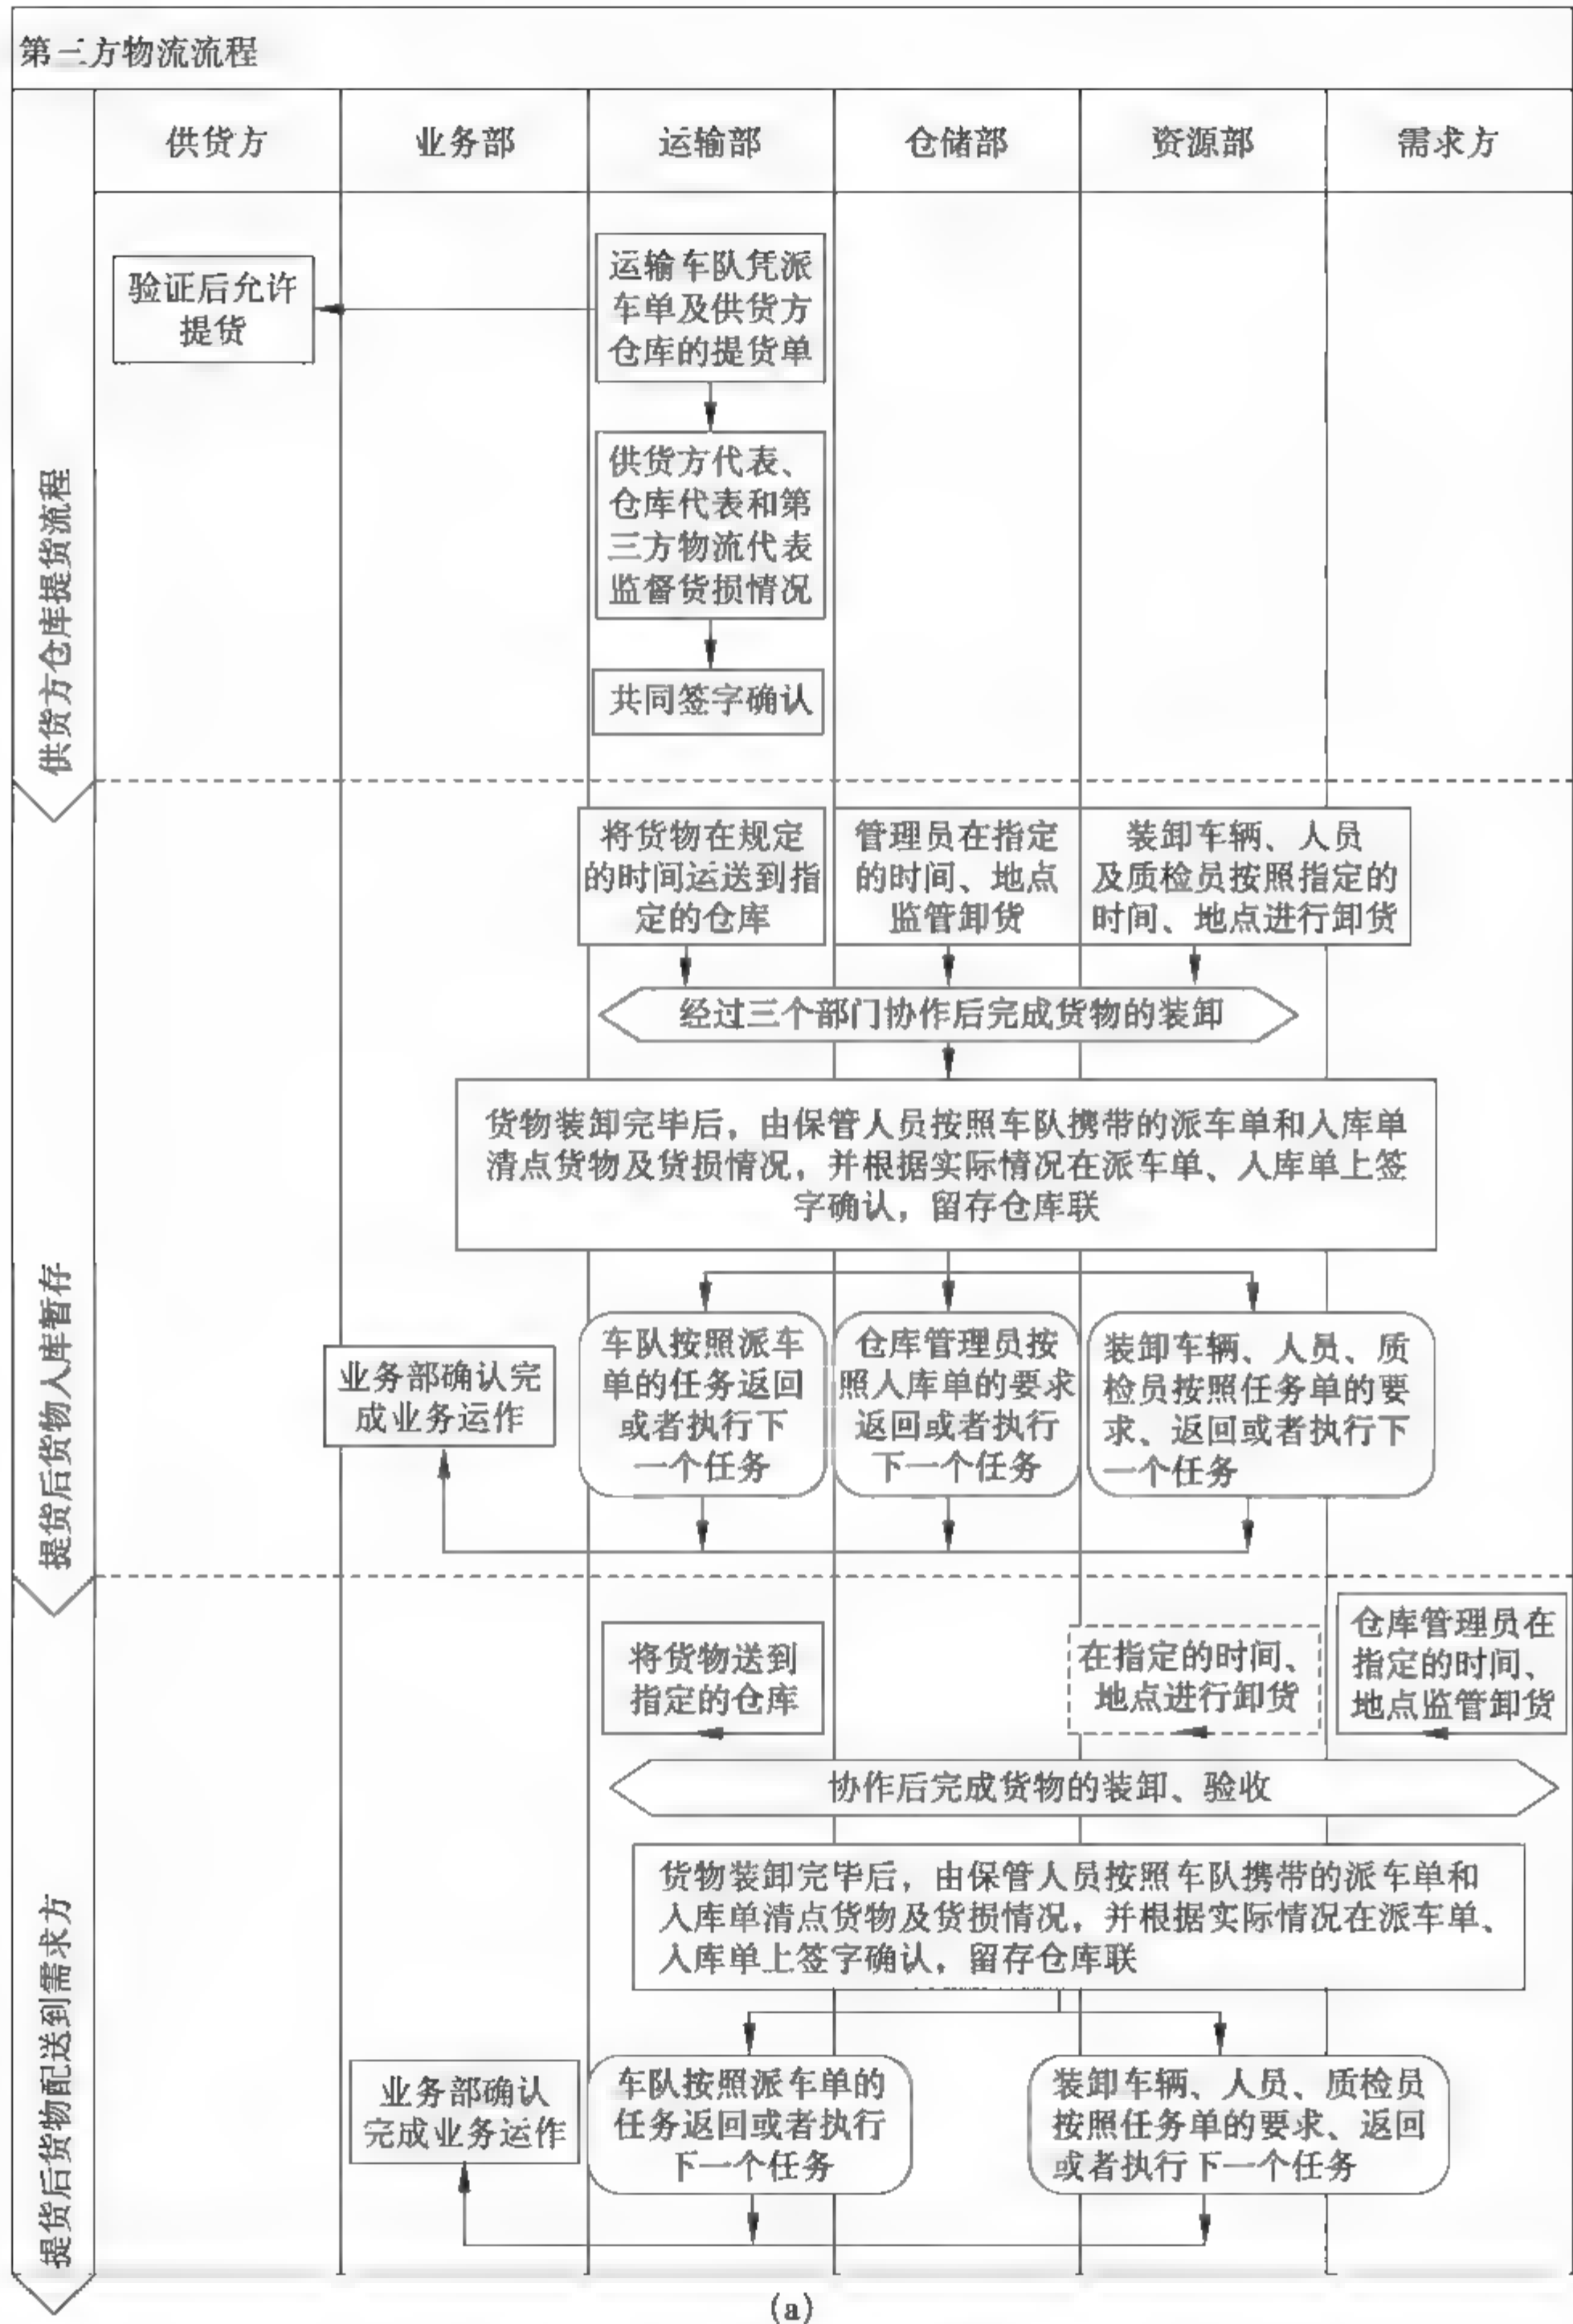 第三方物流流程
供货方
业务部
运输部
仓储部
资源部
需求方
供货方仓库提货流程
验证后允许
提货
运输车队凭派
车单及供货方
仓库的提货单
供货方代表、
仓库代表和第
三方物流代表
监督货损情况
共同签字确认
提货后货物入库暂存
将货物在规定
的时间运送到指
定的仓库
管理员在指定
的时间、地点
监管卸货
装卸车辆、人员
及质检员按照指定的
时间、地点进行卸货
经过三个部门协作后完成货物的装卸
货物装卸完毕后，由保管人员按照车队携带的派车单和入库单
清点货物及货损情况，并根据实际情况在派车单、入库单上签
字确认，留存仓库联
业务部确认完
成业务运作
车队按照派车
单的任务返回
或者执行下
一个任务
仓库管理员按
照入库单的要求
返回或者执行
下一个任务
装卸车辆、人员、质
检员按照任务单的要
求、返回或者执行下
一个任务
提货后货物配送到需求方
将货物送到
指定的仓库
在指定的时间、
地点进行卸货
仓库管理员在
指定的时间、
地点监管卸货
协作后完成货物的装卸、验收
货物装卸完毕后，由保管人员按照车队携带的派车单和
入库单清点货物及货损情况，并根据实际情况在派车单、
入库单上签字确认，留存仓库联
业务部确认
完成业务运作
车队按照派车单的
任务返回或者执行
下一个任务
装卸车辆、人员、质检员
按照任务单的要求、返回
或者执行下一个任务
(a)